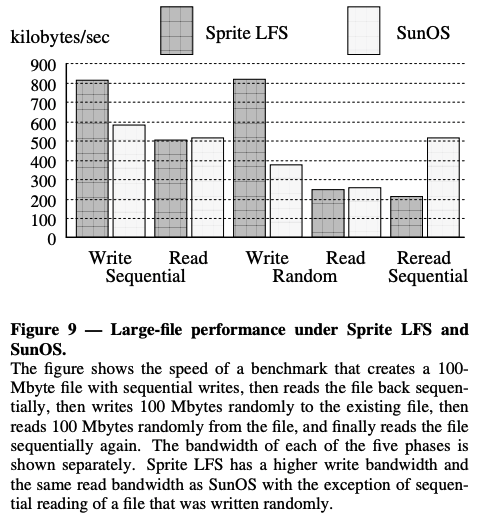 kilobytes/sec
Sprite LFS
SunOS
900
800
700
600
500
400
300
200
100
0
Write Read Write Read Reread
Sequential Random Sequential
Figure 9 — Large-file performance under Sprite LFS and
SunOS.
The figure shows the speed of a benchmark that creates a 100-
Mbyte file with sequential writes, then reads the file back sequen-
tially, then writes 100 Mbytes randomly to the existing file, then
reads 100 Mbytes randomly from the file, and finally reads the file
sequentially again. The bandwidth of each of the five phases is
shown separately. Sprite LFS has a higher write bandwidth and
the same read bandwidth as SunOS with the exception of sequen-
tial reading of a file that was written randomly.